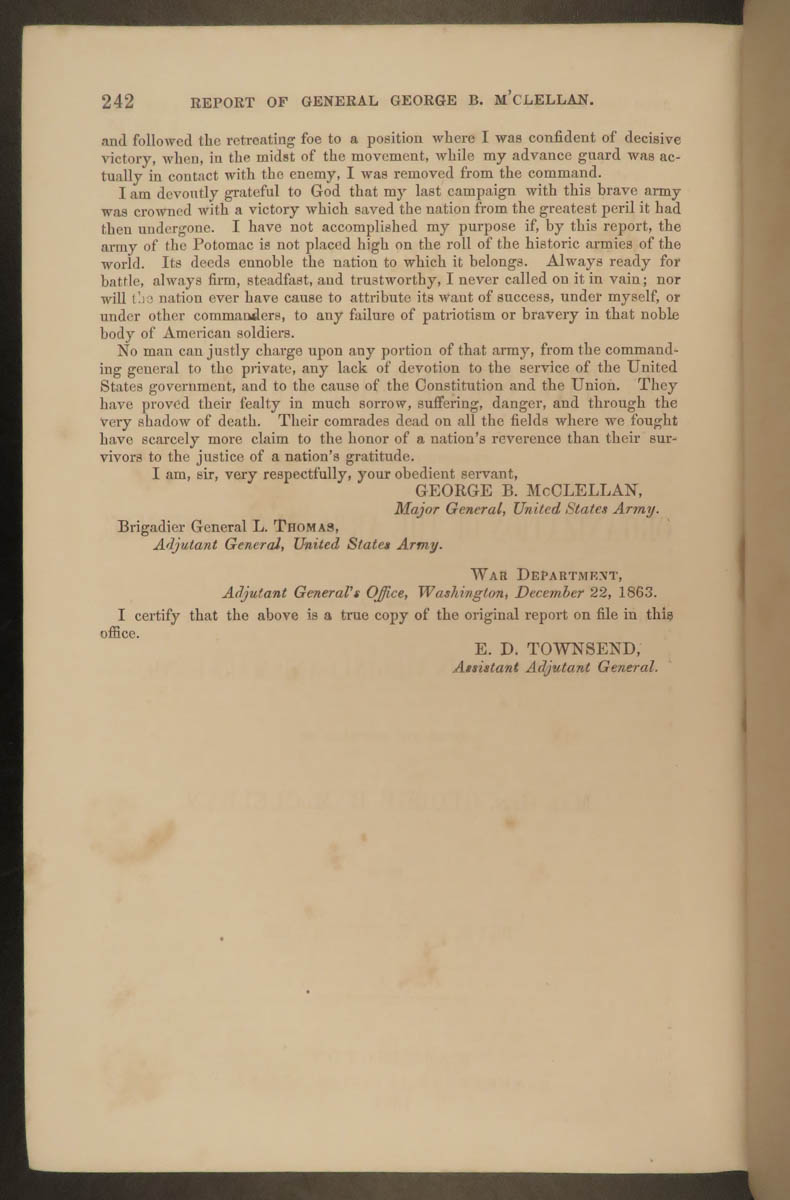 242 REPORT OF GENERAL GEORGE B. M'CLELLAN.
and followed the retreating foe to a position where I was confident of decisive
victory, when, in the midst of the movement, while my advance guard was ac-
tually in contact with the enemy, I was removed from the command.
I am devoutly grateful to God that my last campaign with this brave army
was crowned with a victory which saved the nation from the greatest peril it had
then undergone. I have not accomplished my purpose if, by this report, the
army of the Potomac is not placed high on the roll of the historic armies of the
world. Its deeds ennoble the nation to which it belongs. Always ready for
battle, always firm, steadfast, and trustworthy, I never called on it in vain; nor
will the nation ever have cause to attribute its want of success, under myself, or
under other commanders, to any failure of patriotism or bravery in that noble
body of American soldiers.
No man can justly charge upon any portion of that army, from the command-
ing general to the private, any lack of devotion to the service of the United
States government, and to the cause of the Constitution and the Union. They
have proved their fealty in much sorrow, suffering, danger, and through the
very shadow of death. Their comrades dead on all the fields where we fought
have scarcely more claim to the honor of a nation's reverence than their sur-
vivors to the justice of a nation's gratitude.
I am, sir, very respectfully, your obedient servant,
GEORGE B. McCLELLAN,
Major General, United States Army.
Brigadier General L. THOMAS,
Adjutant General, United States Army.
WAR DEPARTMENT,
Adjutant General's Office, Washington, December 22, 1863.
I certify that the above is a true copy of the original report on file in this
office.
E. D. TOWNSEND,
Assistant Adjutant General.